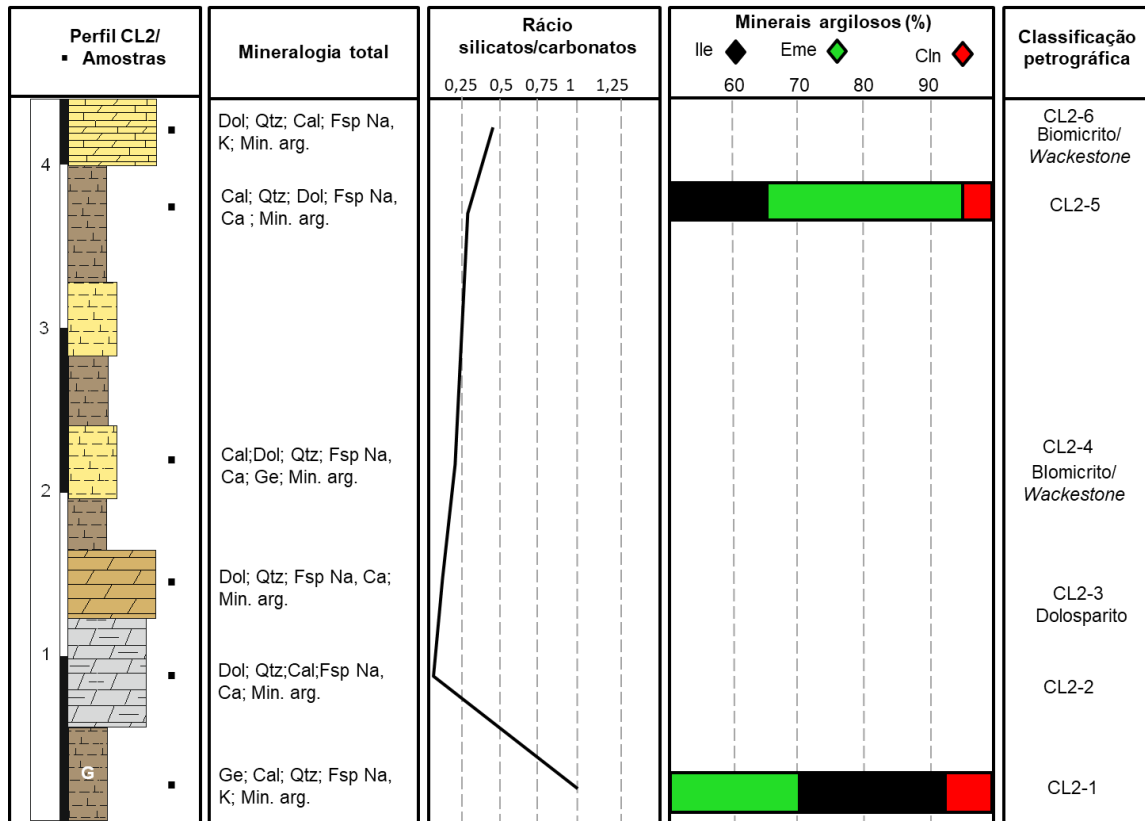 Perfil CL2/
▪ Amostras
Mineralogia total
Rácio
silicatos/carbonatos
0,25 0,5 0,75 1 1,25
Minerais argilosos (%)
Ile Eme Cln
60 70 80 90
Classificação
petrográfica
4
3
2
1
G
Dol; Qtz; Cal; Fsp Na,
K; Min. arg.
Cal; Qtz; Dol; Fsp Na,
Ca ; Min. arg.
Cal;Dol; Qtz; Fsp Na,
Ca; Ge; Min. arg.
Dol; Qtz; Fsp Na, Ca;
Min. arg.
Dol; Qtz;Cal;Fsp Na,
Ca; Min. arg.
Ge; Cal; Qtz; Fsp Na,
K; Min. arg.
CL2-6
Biomicrito/
Wackestone
CL2-5
CL2-4
BIomicrito/
Wackestone
CL2-3
Dolosparito
CL2-2
CL2-1